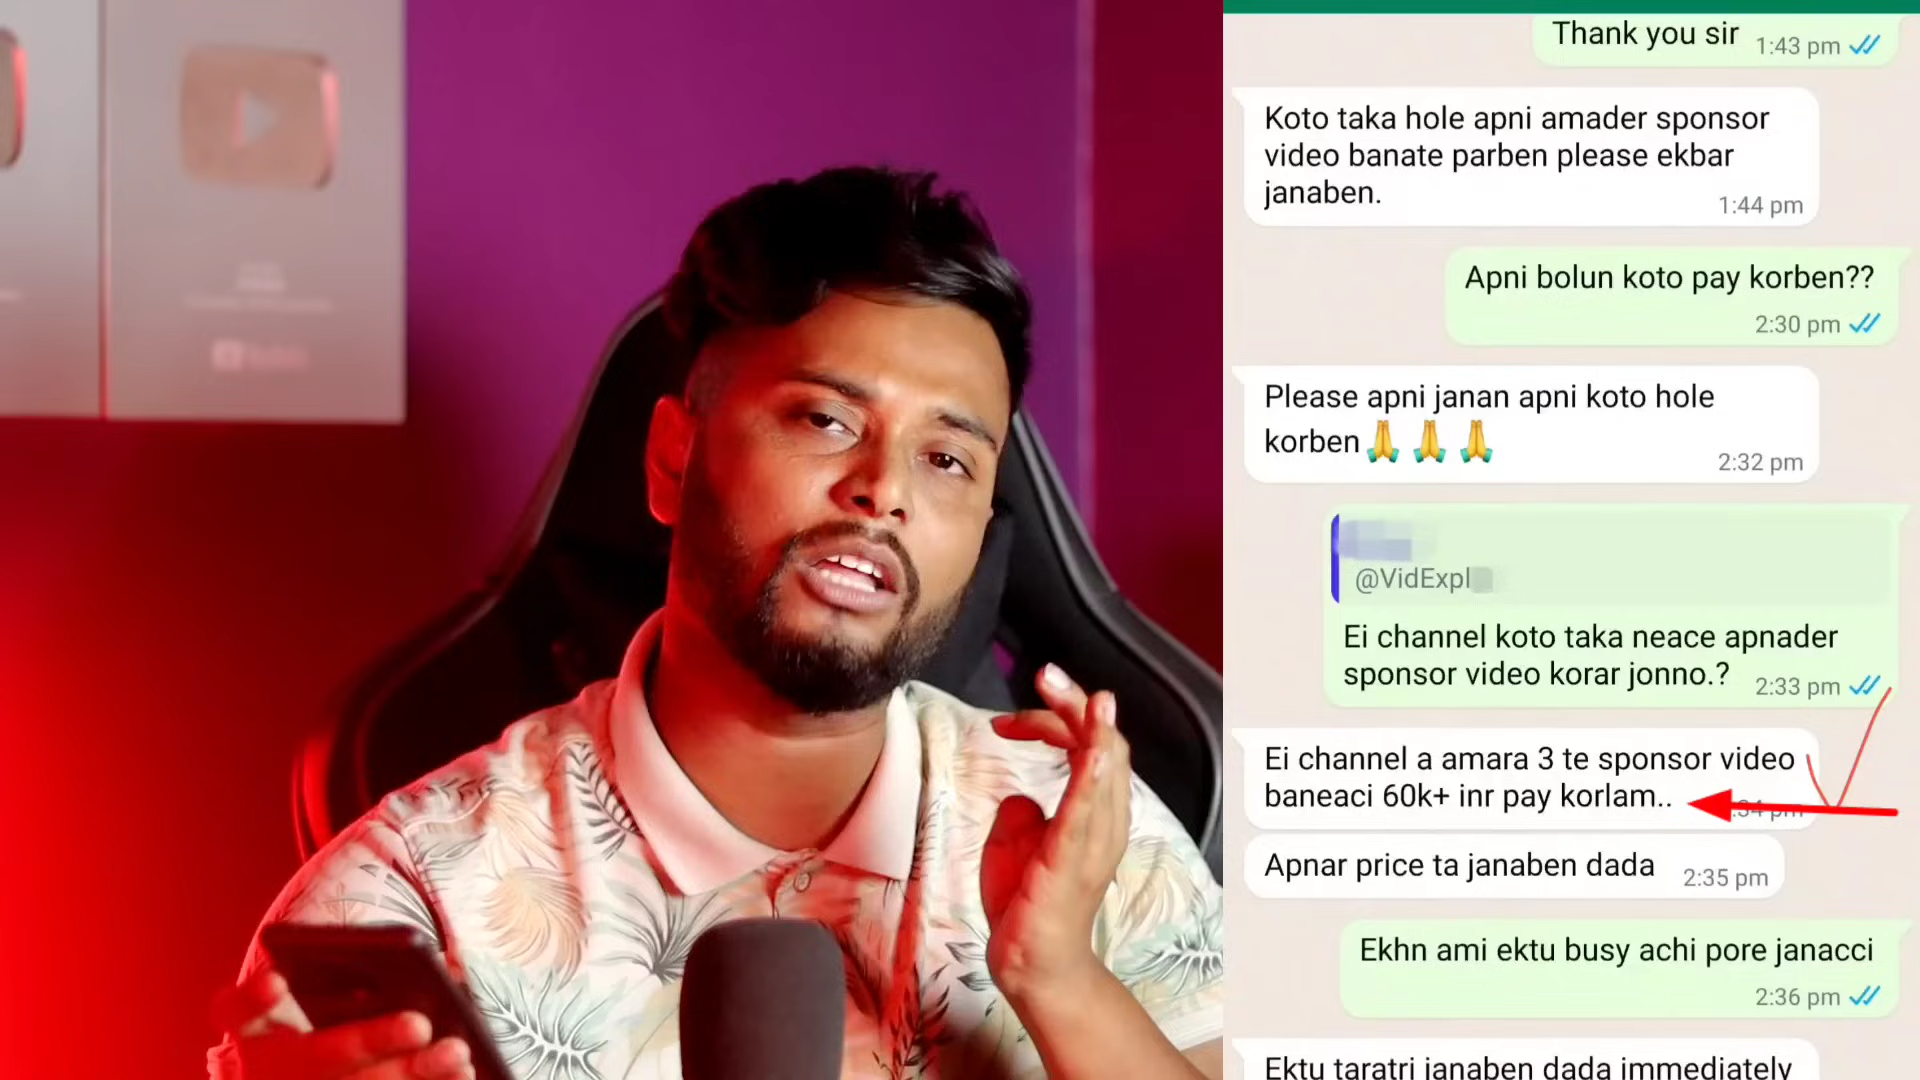 Thank you sir 1:43 pm
Koto taka hole apni amader sponsor
video banate parben please ekbar
janaben.
1:44 pm
Apni bolun koto pay korben??
2:30 pm
Please apni janan apni koto hole
korben🙏🙏🙏
2:32 pm
@VidExpl
Ei channel koto taka neace apnader
sponsor video korar jonno.?
2:33 pm
Ei channel a amara 3 te sponsor video
baneaci 60k+ inr pay korlam..
Apnar price ta janaben dada 2:35 pm
Ekhn ami ektu busy achi pore janacci
2:36 pm
Ektu taratri janaben dada immediately